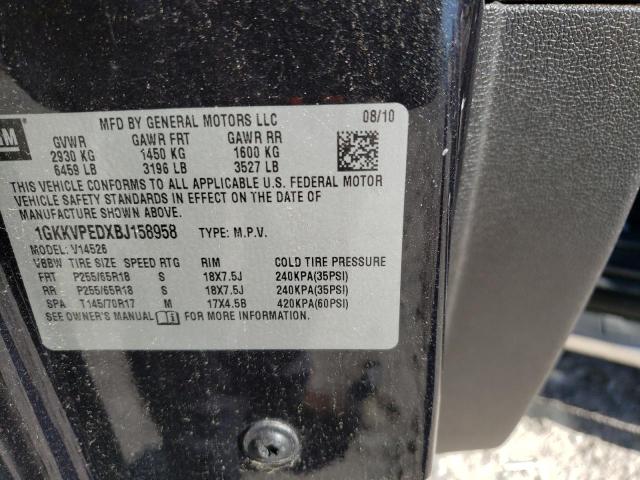 GM
MFD BY GENERAL MOTORS LLC 08/10
GVWR GAWR FRT GAWR RR
2930 KG 1450 KG 1600 KG
6459 LB 3196 LB 3527 LB
THIS VEHICLE CONFORMS TO ALL APPLICABLE U.S. FEDERAL MOTOR
VEHICLE SAFETY STANDARDS IN EFFECT ON THE DATE OF
MANUFACTURE SHOWN ABOVE.
1GKKVPEDXBJ158958 TYPE: M.P.V.
MODEL: V14526
V8BW TIRE SIZE SPEED RTG RIM COLD TIRE PRESSURE
FRT P255/65R18 S 18X7.5J 240KPA(35PSI)
RR P255/65R18 S 18X7.5J 240KPA(35PSI)
SPA T145/70R17 M 17X4.5B 420KPA(60PSI)
SEE OWNER'S MANUAL FOR MORE INFORMATION.